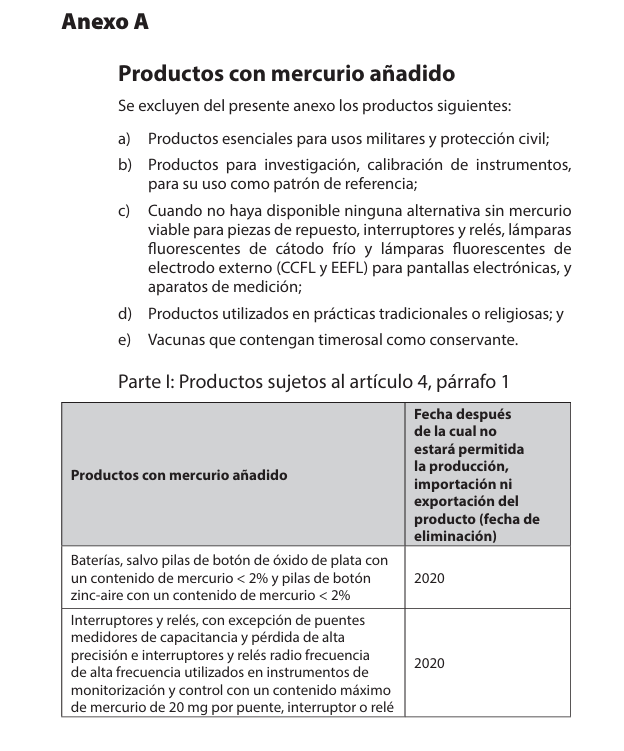 Anexo A
Productos con mercurio añadido
Se excluyen del presente anexo los productos siguientes:
a) Productos esenciales para usos militares y protección civil;
b) Productos para investigación, calibración de instrumentos,
para su uso como patrón de referencia;
c) Cuando no haya disponible ninguna alternativa sin mercurio
viable para piezas de repuesto, interruptores y relés, lámparas
fluorescentes de cátodo frío y lámparas fluorescentes de
electrodo externo (CCFL y EEFL) para pantallas electrónicas, y
aparatos de medición;
d) Productos utilizados en prácticas tradicionales o religiosas; y
e) Vacunas que contengan timerosal como conservante.
Parte I: Productos sujetos al artículo 4, párrafo 1
Productos con mercurio añadido
Fecha después
de la cual no
estará permitida
la producción,
importación ni
exportación del
producto (fecha de
eliminación)
Baterías, salvo pilas de botón de óxido de plata con
un contenido de mercurio < 2% y pilas de botón
zinc-aire con un contenido de mercurio < 2%
2020
Interruptores y relés, con excepción de puentes
medidores de capacitancia y pérdida de alta
precisión e interruptores y relés radio frecuencia
de alta frecuencia utilizados en instrumentos de
monitorización y control con un contenido máximo
de mercurio de 20 mg por puente, interruptor o relé
2020